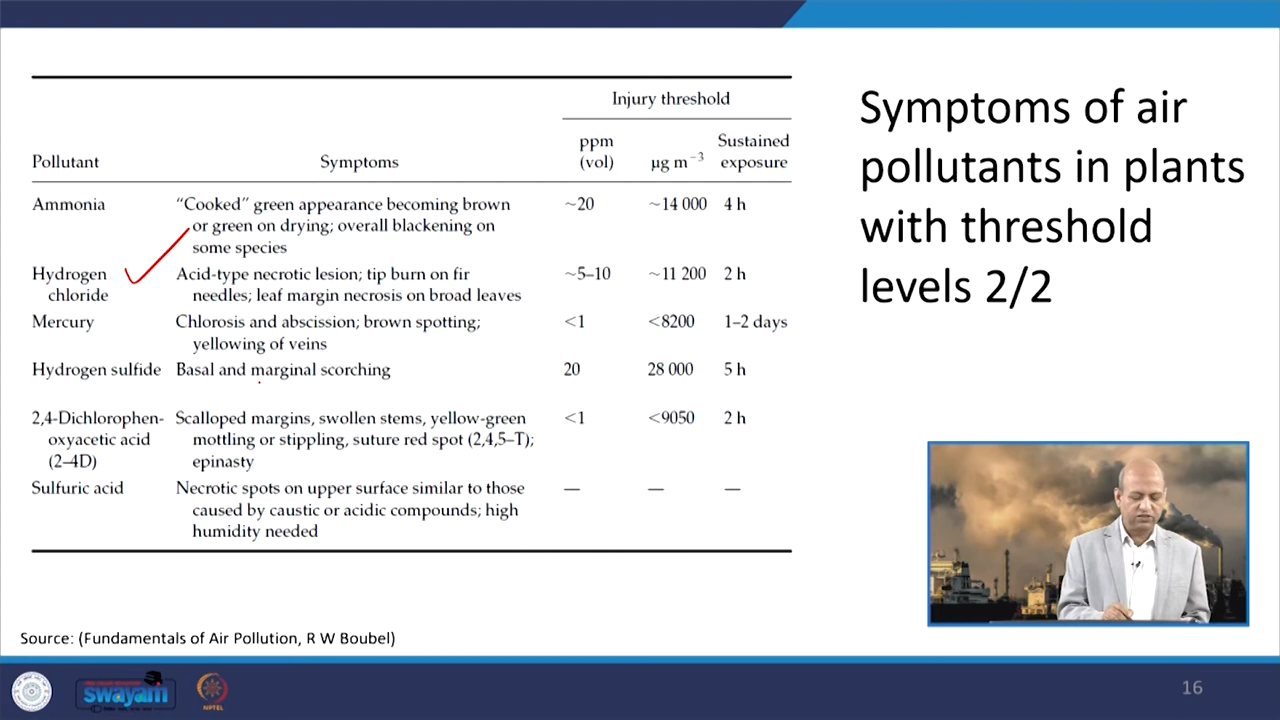 Symptoms of air
pollutants in plants
with threshold
levels 2/2
Injury threshold
Pollutant Symptoms ppm (vol) µg m⁻³ Sustained exposure
Ammonia "Cooked" green appearance becoming brown ~20 ~14 000 4 h
or green on drying; overall blackening on
some species
Hydrogen Acid-type necrotic lesion; tip burn on fir ~5–10 ~11 200 2 h
chloride needles; leaf margin necrosis on broad leaves
Mercury Chlorosis and abscission; brown spotting; <1 <8200 1–2 days
yellowing of veins
Hydrogen sulfide Basal and marginal scorching 20 28 000 5 h
2,4-Dichlorophen- Scalloped margins, swollen stems, yellow-green <1 <9050 2 h
oxyacetic acid mottling or stippling, suture red spot (2,4,5–T);
(2–4D) epinasty
Sulfuric acid Necrotic spots on upper surface similar to those — — —
caused by caustic or acidic compounds; high
humidity needed
Source: (Fundamentals of Air Pollution, R W Boubel)
swayam
NPTEL
16